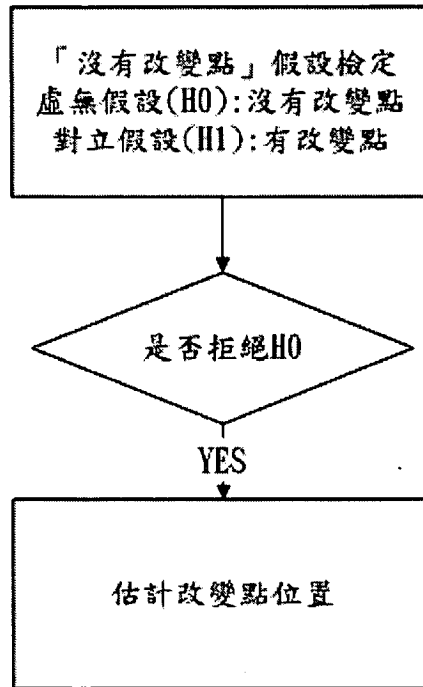 「沒有改變點」假設檢定
虛無假設(H0):沒有改變點
對立假設(H1):有改變點
是否拒絕H0
YES
估計改變點位置